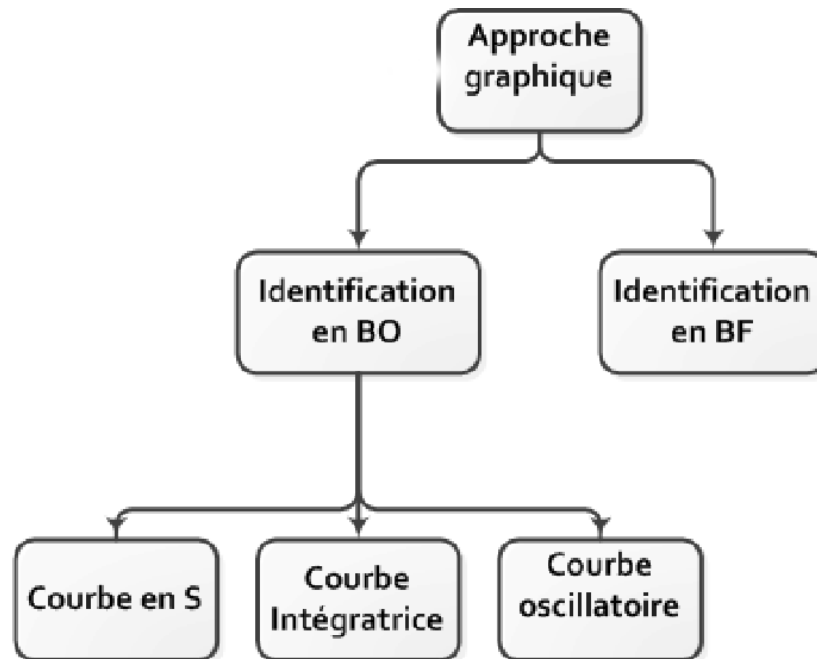 Approche
graphique
Identification
en BO
Identification
en BF
Courbe en S
Courbe
Intégratrice
Courbe
oscillatoire